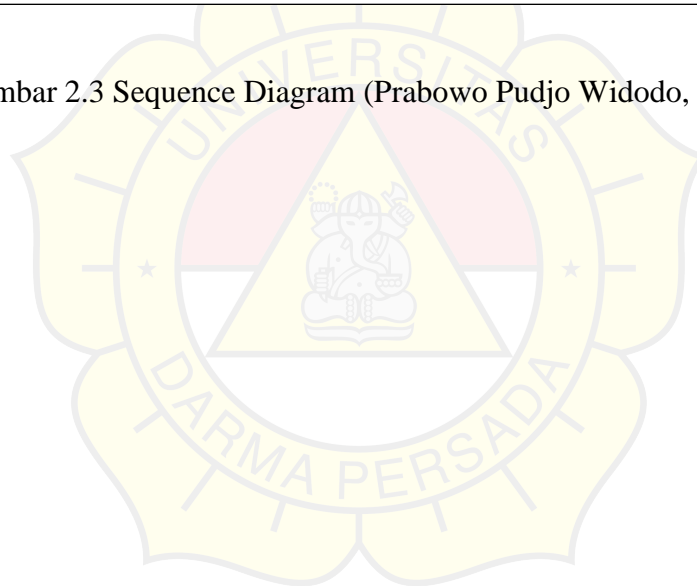 mbar 2.3 Sequence Diagram (Prabowo Pudjo Widodo,
UNIVERSITAS
DARMA PERSADA